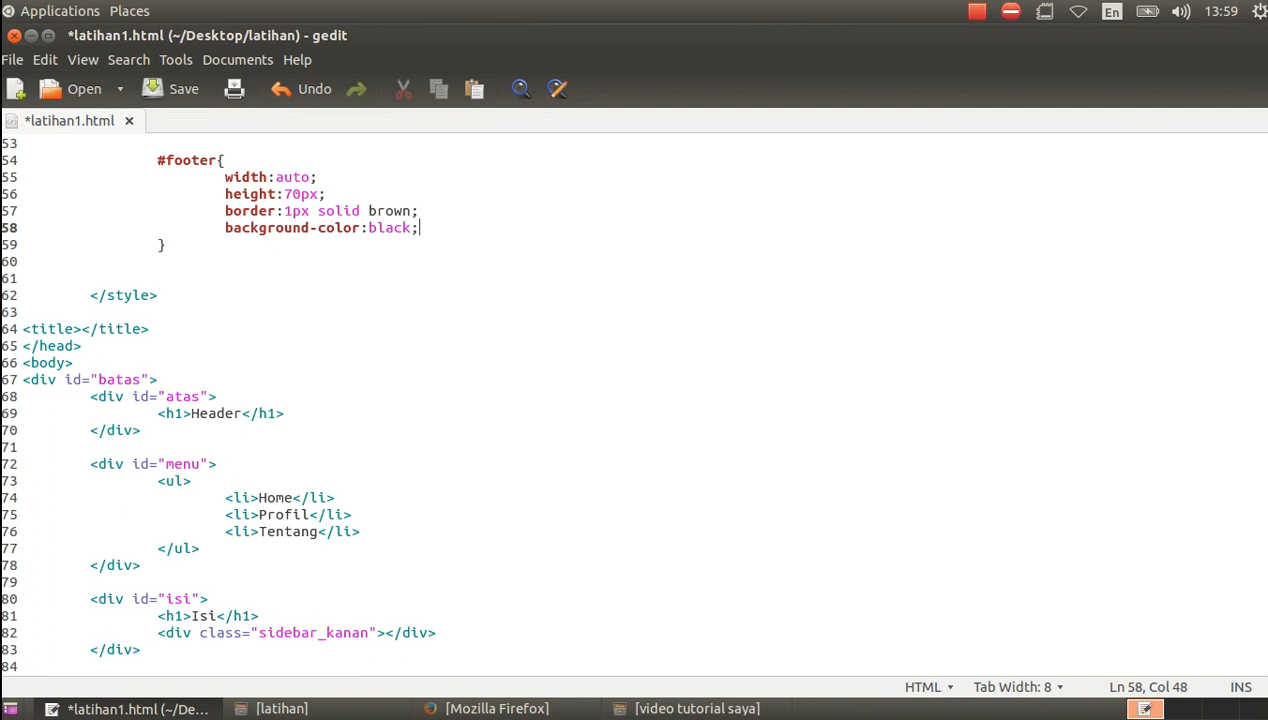 Applications Places En 13:59
*latihan1.html (~/Desktop/latihan) - gedit
File Edit View Search Tools Documents Help
Open Save Undo
*latihan1.html ×
53
54 #footer{
55 width:auto;
56 height:70px;
57 border:1px solid brown;
58 background-color:black;
59 }
60
61
62 </style>
63
64 <title></title>
65 </head>
66 <body>
67 <div id="batas">
68 <div id="atas">
69 <h1>Header</h1>
70 </div>
71
72 <div id="menu">
73 <ul>
74 <li>Home</li>
75 <li>Profil</li>
76 <li>Tentang</li>
77 </ul>
78 </div>
79
80 <div id="isi">
81 <h1>Isi</h1>
82 <div class="sidebar_kanan"></div>
83 </div>
84
HTML Tab Width: 8 Ln 58, Col 48 INS
*latihan1.html (~/De... [latihan] [Mozilla Firefox] [video tutorial saya]